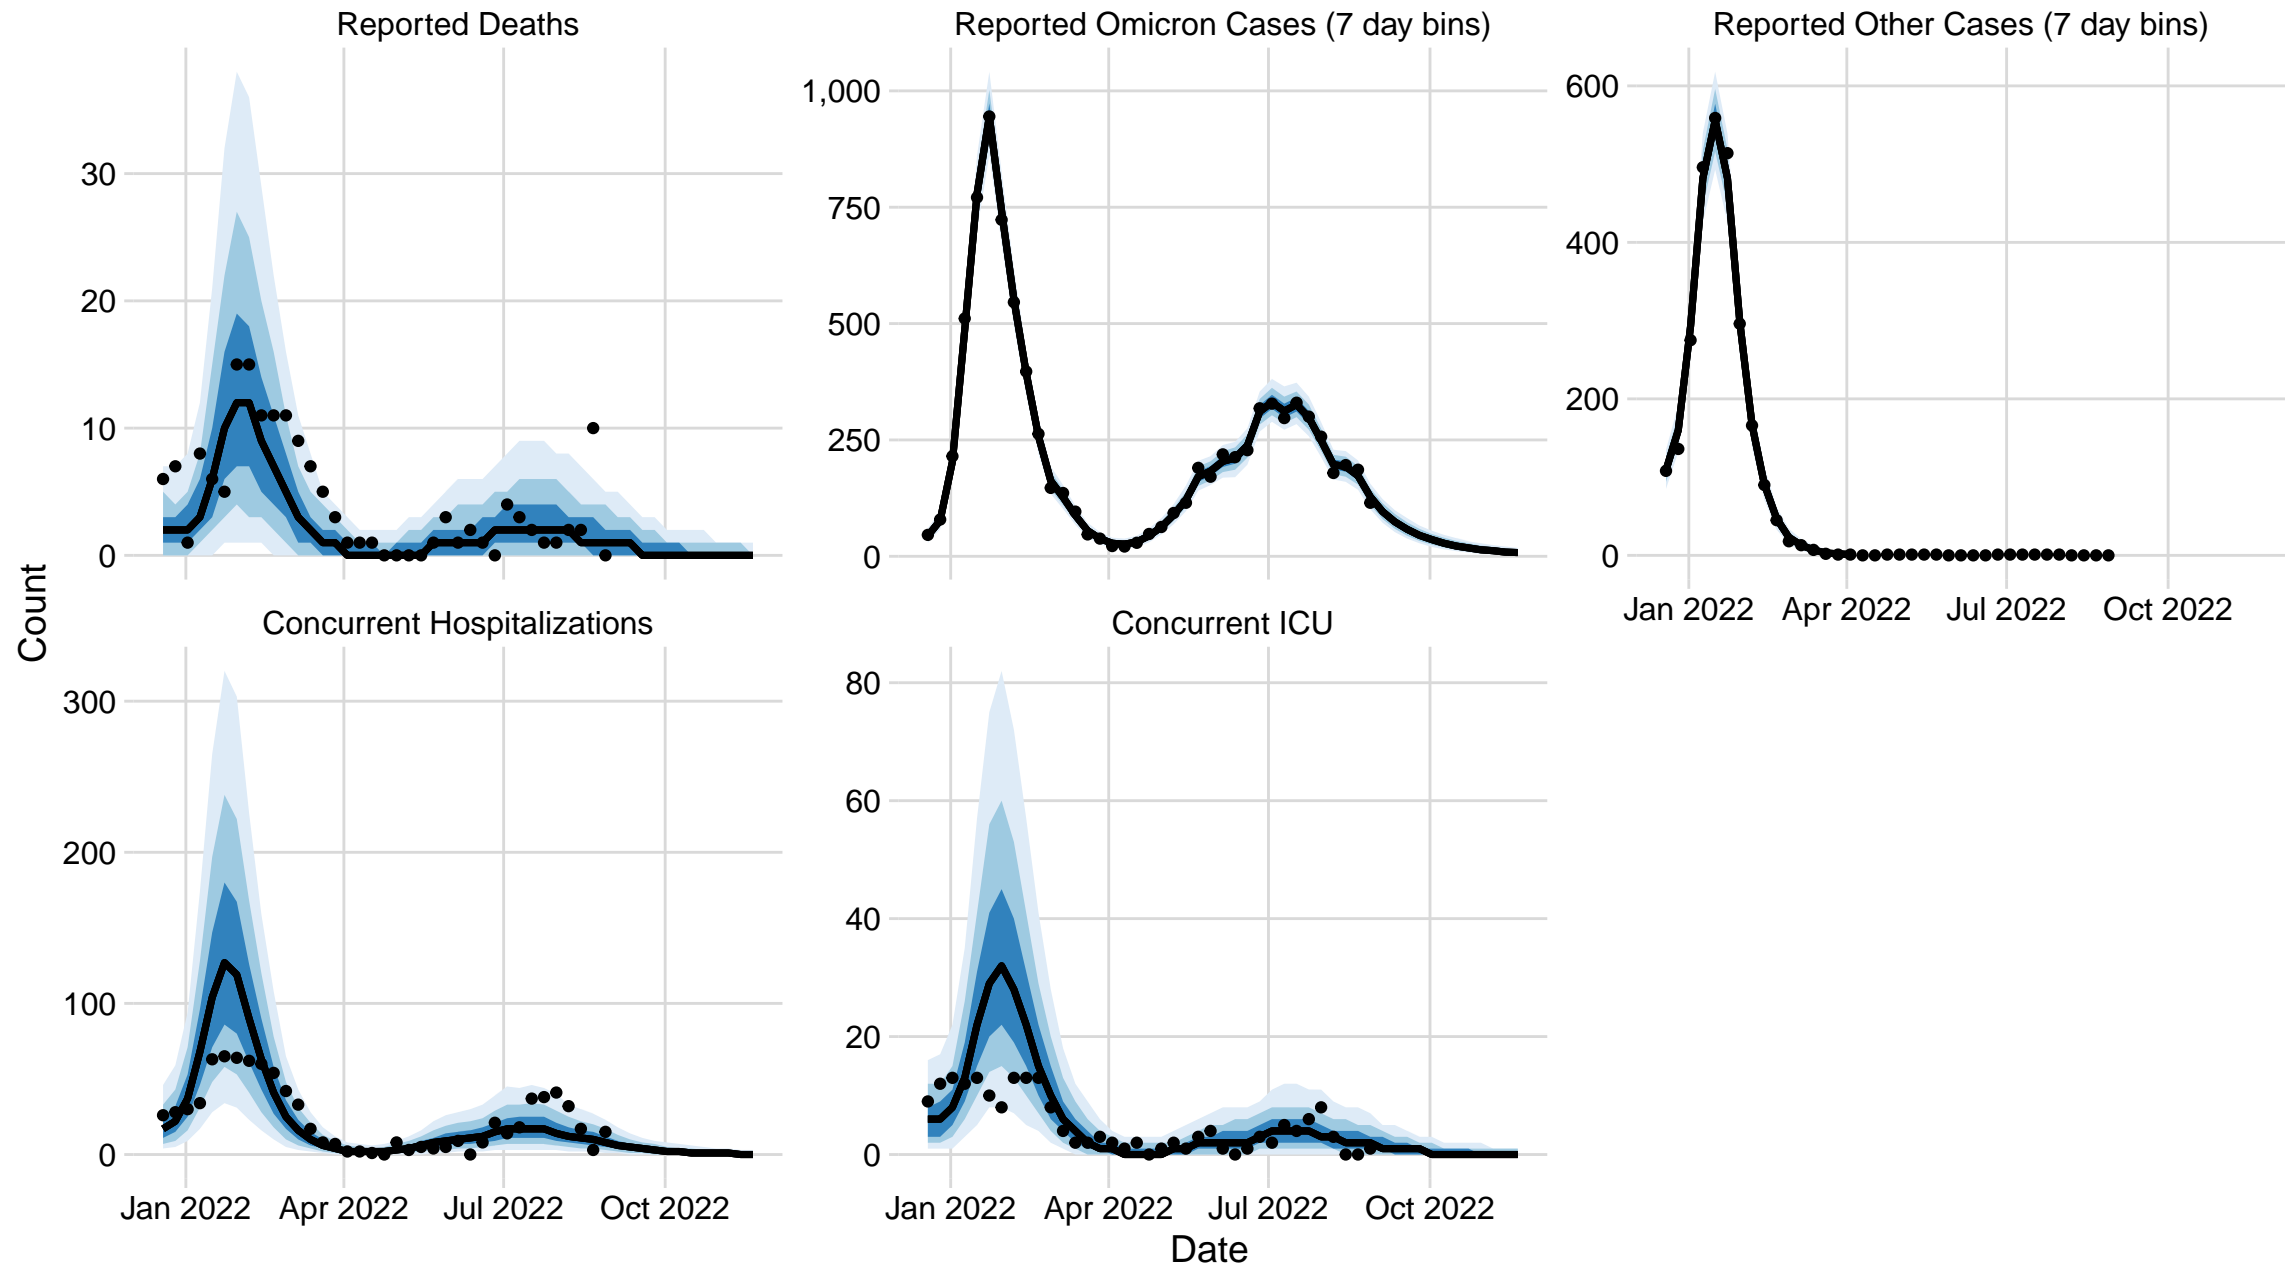 Reported Deaths
Reported Omicron Cases (7 day bins)
Reported Other Cases (7 day bins)
30
20
10
0
1,000
750
500
250
0
600
400
200
0
Jan 2022 Apr 2022 Jul 2022 Oct 2022
Count
Concurrent Hospitalizations
Concurrent ICU
300
200
100
0
80
60
40
20
0
Jan 2022 Apr 2022 Jul 2022 Oct 2022
Jan 2022 Apr 2022 Jul 2022 Oct 2022
Date